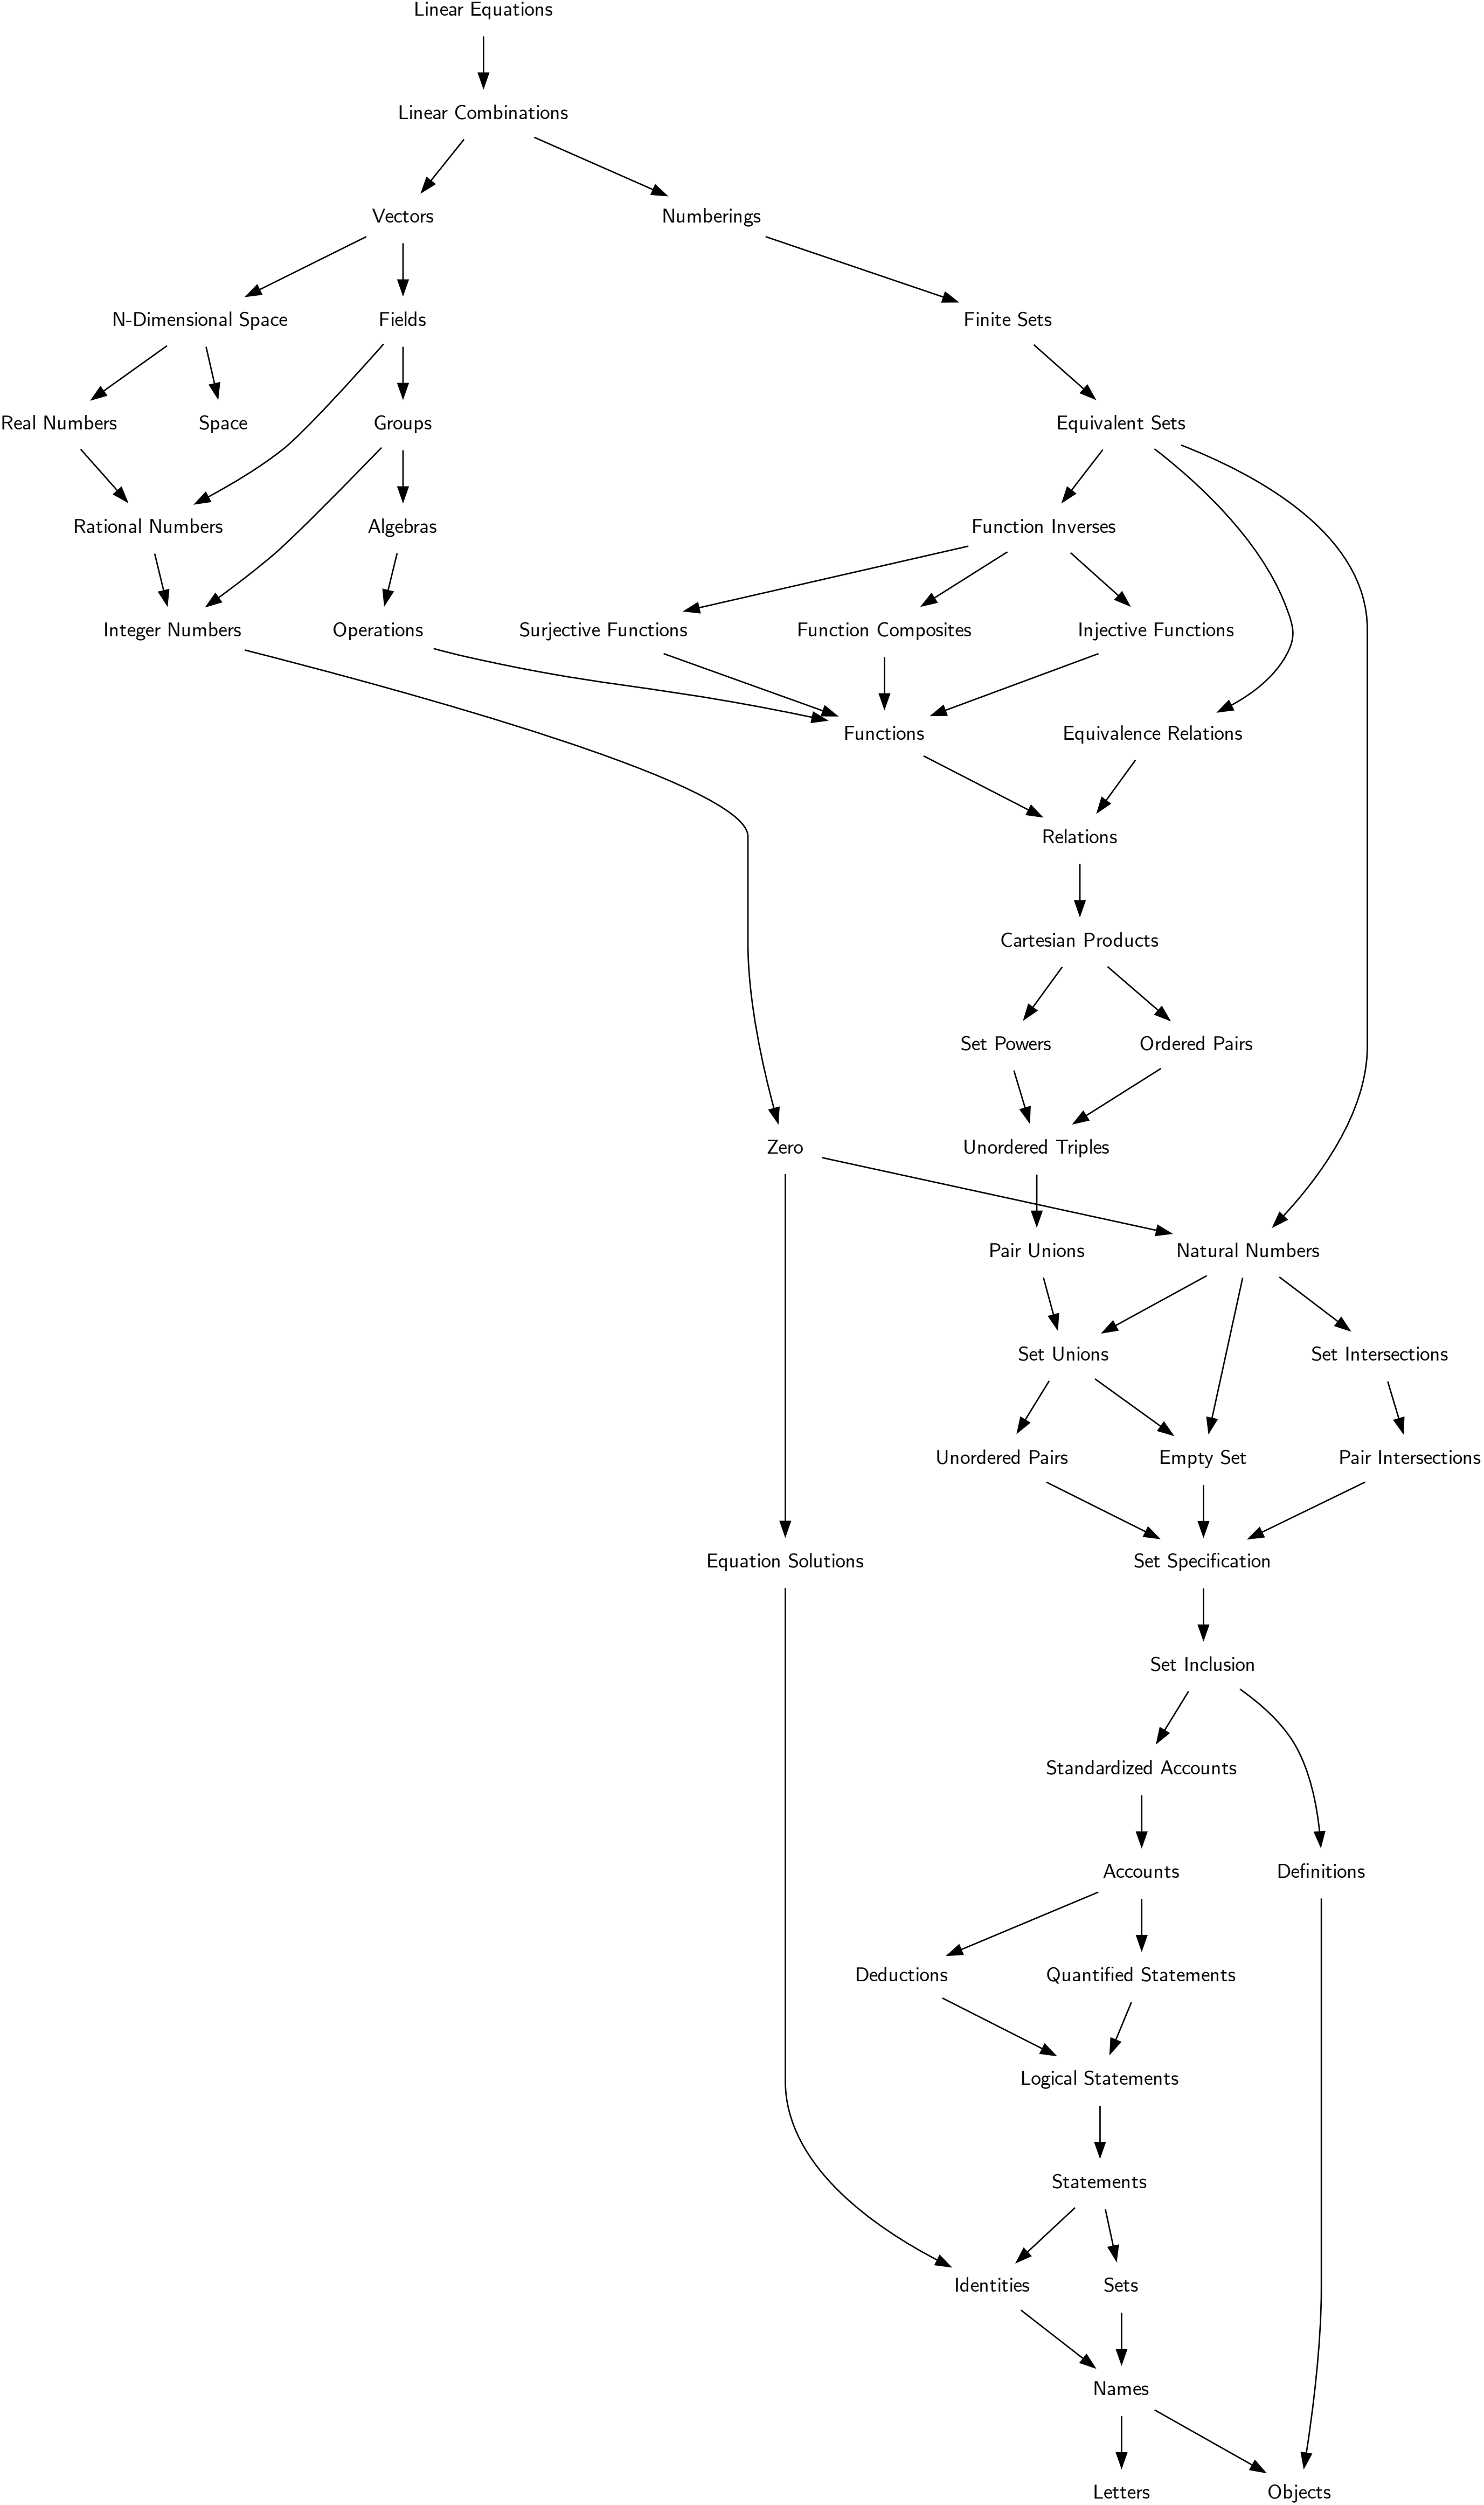 Linear Equations
Linear Combinations
Vectors
Numberings
N-Dimensional Space
Fields
Finite Sets
Real Numbers
Space
Groups
Equivalent Sets
Rational Numbers
Algebras
Function Inverses
Integer Numbers
Operations
Surjective Functions
Function Composites
Injective Functions
Functions
Equivalence Relations
Relations
Cartesian Products
Set Powers
Ordered Pairs
Zero
Unordered Triples
Pair Unions
Natural Numbers
Set Unions
Set Intersections
Unordered Pairs
Empty Set
Pair Intersections
Equation Solutions
Set Specification
Set Inclusion
Standardized Accounts
Accounts
Definitions
Deductions
Quantified Statements
Logical Statements
Statements
Identities
Sets
Names
Letters
Objects